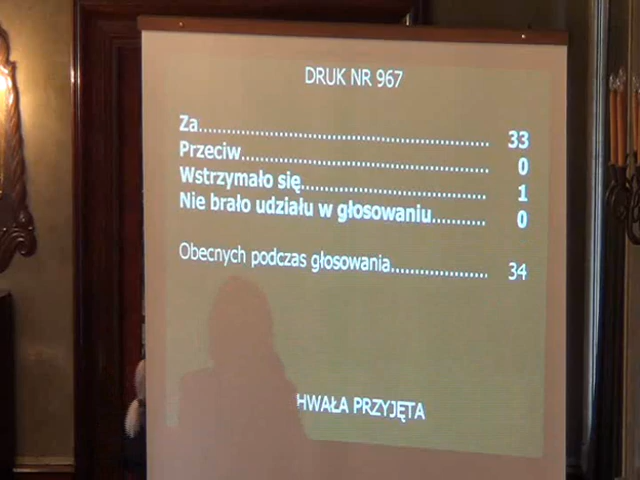 DRUK NR 967
Za.................................................... 33
Przeciw............................................. 0
Wstrzymało się................................. 1
Nie brało udziału w głosowaniu.......... 0
Obecnych podczas głosowania.................. 34
HWAŁA PRZYJĘTA